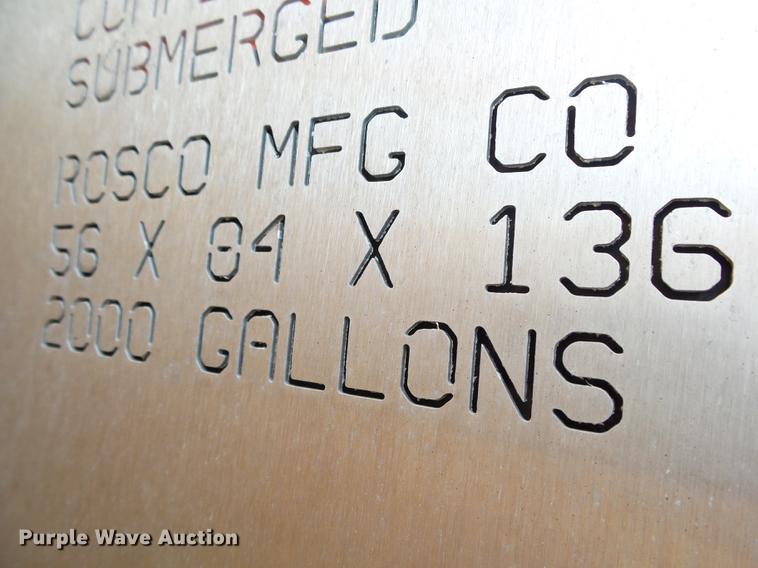 SUBMERGED
ROSCO MFG CO
56 X 84 X 136
2000 GALLONS
Purple Wave Auction